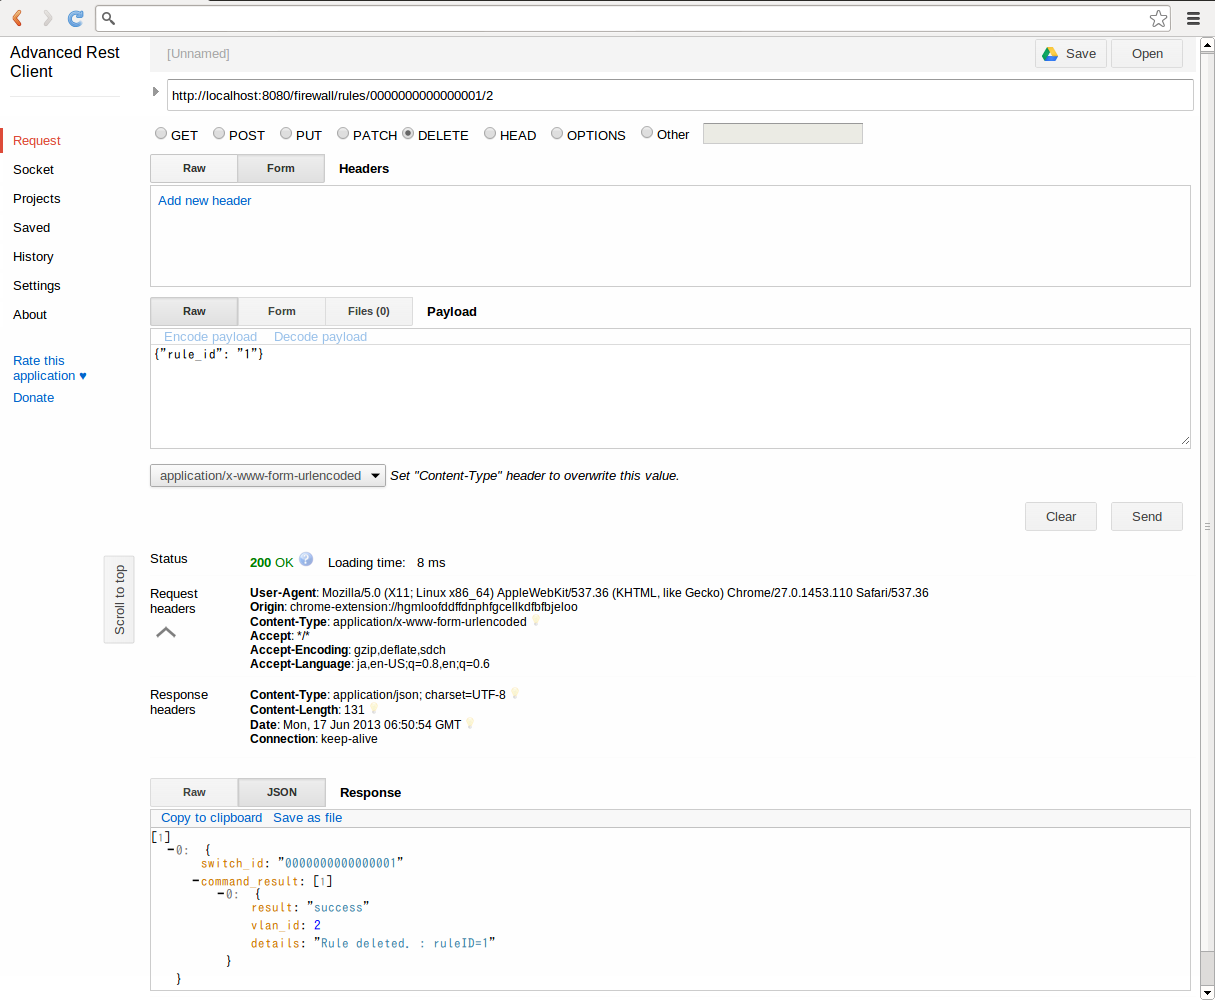 Advanced Rest
Client
[Unnamed]
Save
Open
http://localhost:8080/firewall/rules/0000000000000001/2
GET POST PUT PATCH DELETE HEAD OPTIONS Other
Request
Socket
Projects
Saved
History
Settings
About
Rate this
application ♥
Donate
Raw Form Headers
Add new header
Raw Form Files (0) Payload
Encode payload Decode payload
{"rule_id": "1"}
application/x-www-form-urlencoded Set "Content-Type" header to overwrite this value.
Clear Send
Scroll to top
Status 200 OK ? Loading time: 8 ms
Request
headers
User-Agent: Mozilla/5.0 (X11; Linux x86_64) AppleWebKit/537.36 (KHTML, like Gecko) Chrome/27.0.1453.110 Safari/537.36
Origin: chrome-extension://hgmloofddffdnphfgcellkdfbfbjeloo
Content-Type: application/x-www-form-urlencoded
Accept: */*
Accept-Encoding: gzip,deflate,sdch
Accept-Language: ja,en-US;q=0.8,en;q=0.6
Response
headers
Content-Type: application/json; charset=UTF-8
Content-Length: 131
Date: Mon, 17 Jun 2013 06:50:54 GMT
Connection: keep-alive
Raw JSON Response
Copy to clipboard Save as file
[1]
-0: {
switch_id: "0000000000000001"
-command_result: [1]
-0: {
result: "success"
vlan_id: 2
details: "Rule deleted. : ruleID=1"
}
}